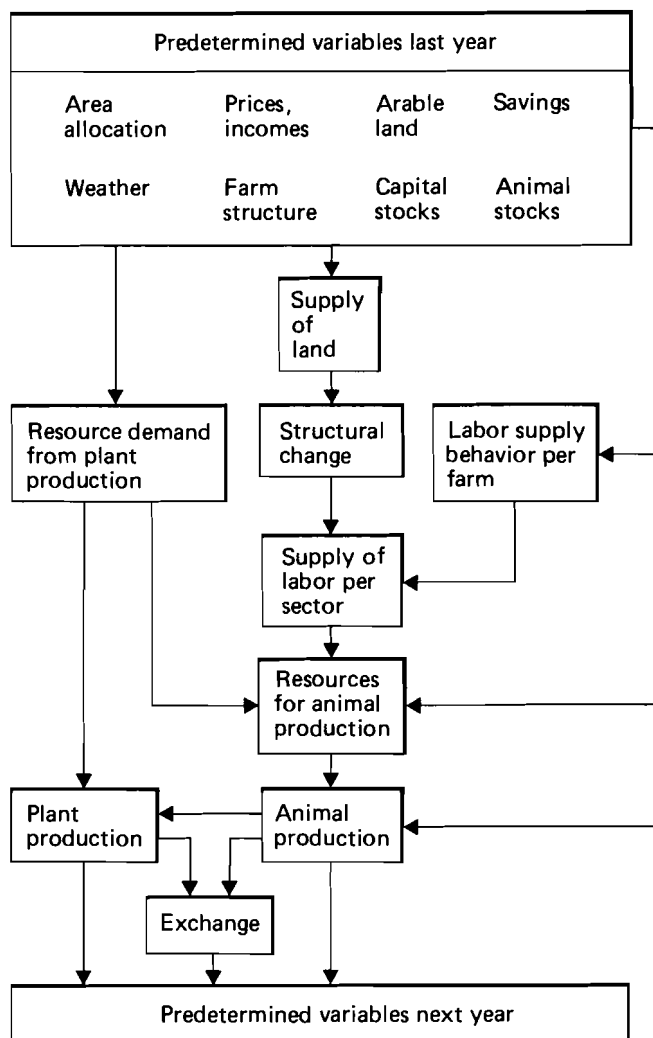 Predetermined variables last year
Area
allocation
Prices,
incomes
Arable
land
Savings
Weather
Farm
structure
Capital
stocks
Animal
stocks
Supply
of
land
Resource demand
from plant
production
Structural
change
Labor supply
behavior per
farm
Supply of
labor per
sector
Resources
for animal
production
Plant
production
Animal
production
Exchange
Predetermined variables next year